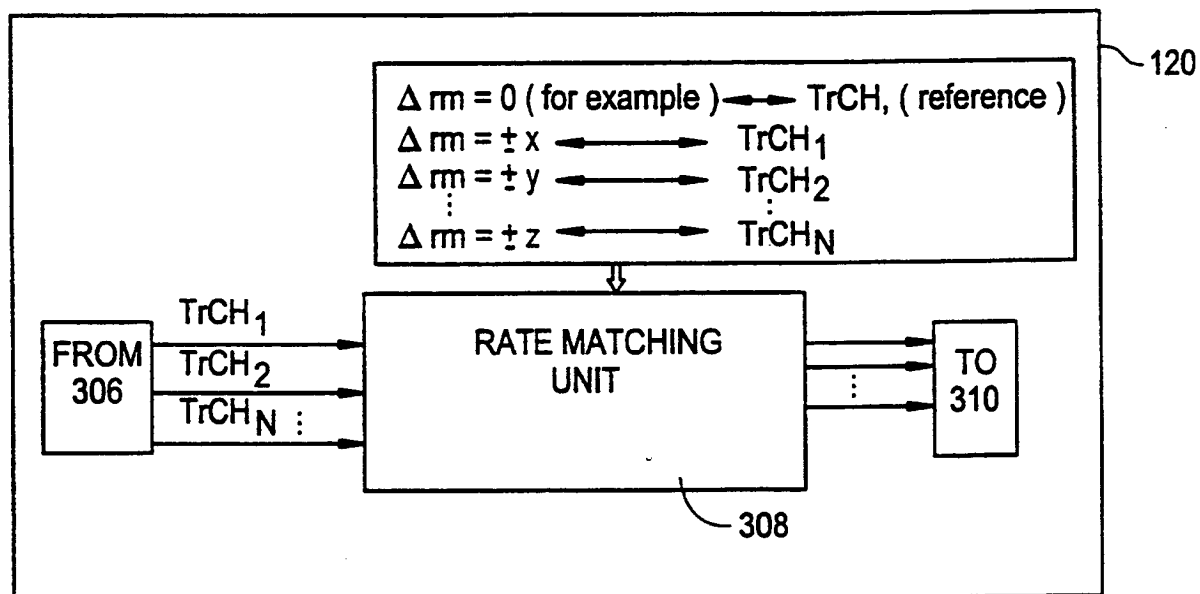 120
Δ rm = 0 ( for example ) ↔ TrCH, ( reference )
Δ rm = ± x ↔ TrCH1
Δ rm = ± y ↔ TrCH2
⋮ ⋮
Δ rm = ± z ↔ TrCHN
FROM
306
TrCH1
TrCH2
TrCHN ⋮
RATE MATCHING
UNIT
⋮
TO
310
308